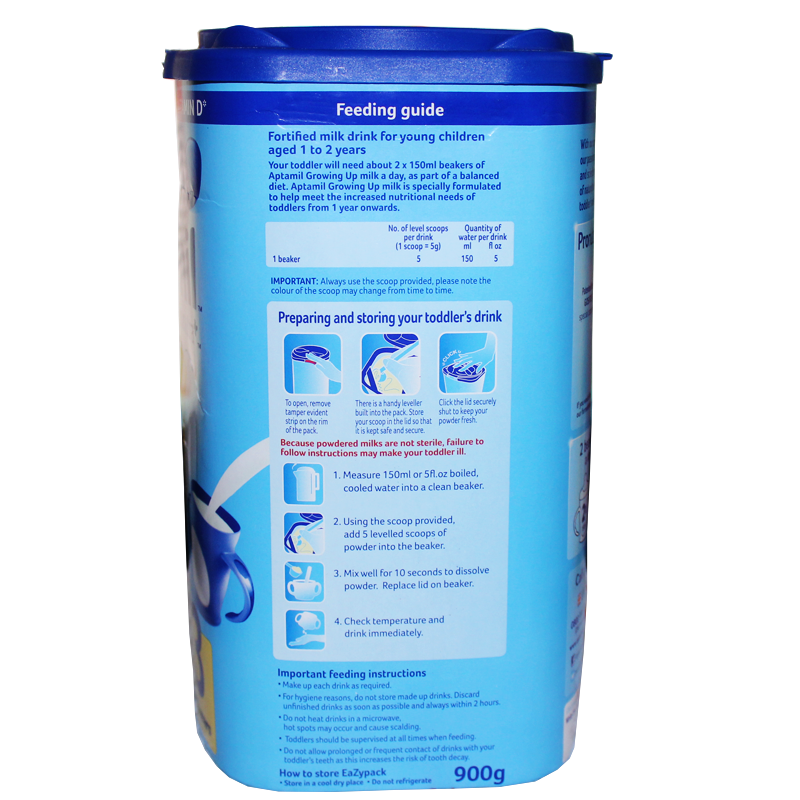 MIN D◊
Feeding guide
Fortified milk drink for young children
aged 1 to 2 years
Your toddler will need about 2 x 150ml beakers of
Aptamil Growing Up milk a day, as part of a balanced
diet. Aptamil Growing Up milk is specially formulated
to help meet the increased nutritional needs of
toddlers from 1 year onwards.
No. of level scoops Quantity of
per drink water per drink
(1 scoop = 5g) ml fl oz
1 beaker 5 150 5
IMPORTANT: Always use the scoop provided, please note the
colour of the scoop may change from time to time.
Preparing and storing your toddler's drink
CLICK
To open, remove
tamper evident
strip on the rim
of the pack.
There is a handy leveller
built into the pack. Store
your scoop in the lid so that
it is kept safe and secure.
Click the lid securely
shut to keep your
powder fresh.
Because powdered milks are not sterile, failure to
follow instructions may make your toddler ill.
1. Measure 150ml or 5fl.oz boiled,
cooled water into a clean beaker.
2. Using the scoop provided,
add 5 levelled scoops of
powder into the beaker.
3. Mix well for 10 seconds to dissolve
powder. Replace lid on beaker.
4. Check temperature and
drink immediately.
Important feeding instructions
• Make up each drink as required.
• For hygiene reasons, do not store made up drinks. Discard
unfinished drinks as soon as possible and always within 2 hours.
• Do not heat drinks in a microwave,
hot spots may occur and cause scalding.
• Toddlers should be supervised at all times when feeding.
• Do not allow prolonged or frequent contact of drinks with your
toddler's teeth as this increases the risk of tooth decay.
How to store EaZypack
• Store in a cool dry place • Do not refrigerate
900g